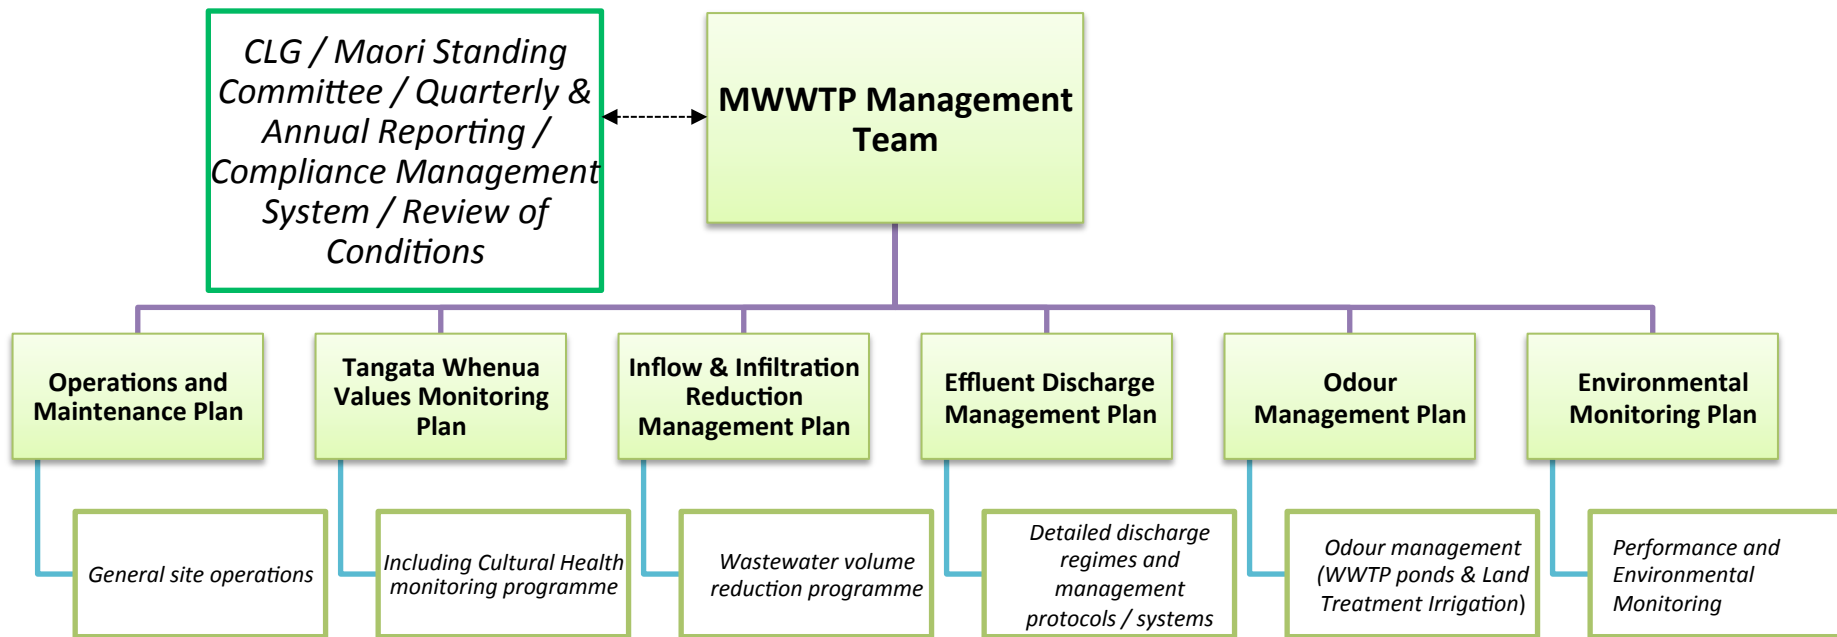 CLG / Maori Standing
Committee / Quarterly &
Annual Reporting /
Compliance Management
System / Review of
Conditions
MWWTP Management
Team
Operations and
Maintenance Plan
Tangata Whenua
Values Monitoring
Plan
Inflow & Infiltration
Reduction
Management Plan
Effluent Discharge
Management Plan
Odour
Management Plan
Environmental
Monitoring Plan
General site operations
Including Cultural Health
monitoring programme
Wastewater volume
reduction programme
Detailed discharge
regimes and
management
protocols / systems
Odour management
(WWTP ponds & Land
Treatment Irrigation)
Performance and
Environmental
Monitoring